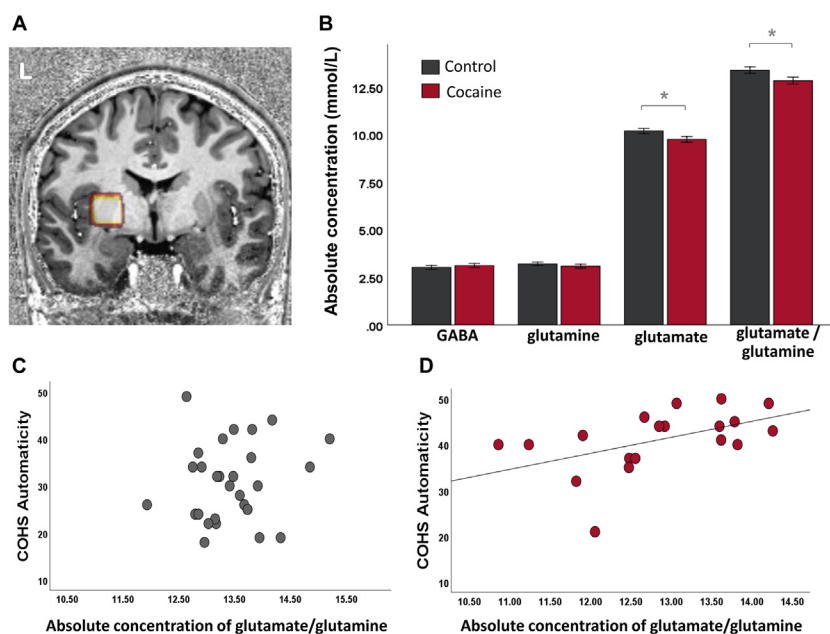 A
L
B
Absolute concentration (mmol/L)
12.50
10.00
7.50
5.00
2.50
.00
Control
Cocaine
*
*
GABA
glutamine
glutamate
glutamate/
glutamine
C
COHS Automaticity
50
40
30
20
10
10.50
11.50
12.50
13.50
14.50
15.50
Absolute concentration of glutamate/glutamine
D
COHS Automaticity
50
40
30
20
10
10.50
11.00
11.50
12.00
12.50
13.00
13.50
14.00
14.50
Absolute concentration of glutamate/glutamine